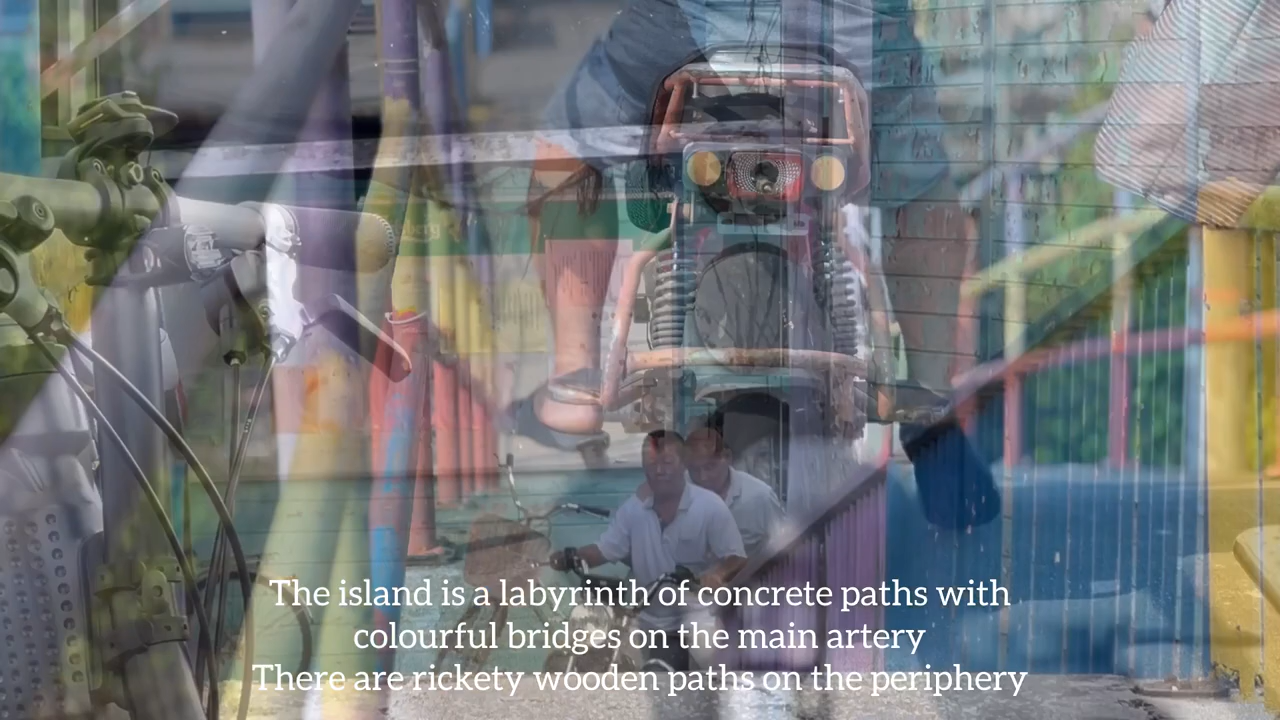 The island is a labyrinth of concrete paths with
colourful bridges on the main artery
There are rickety wooden paths on the periphery